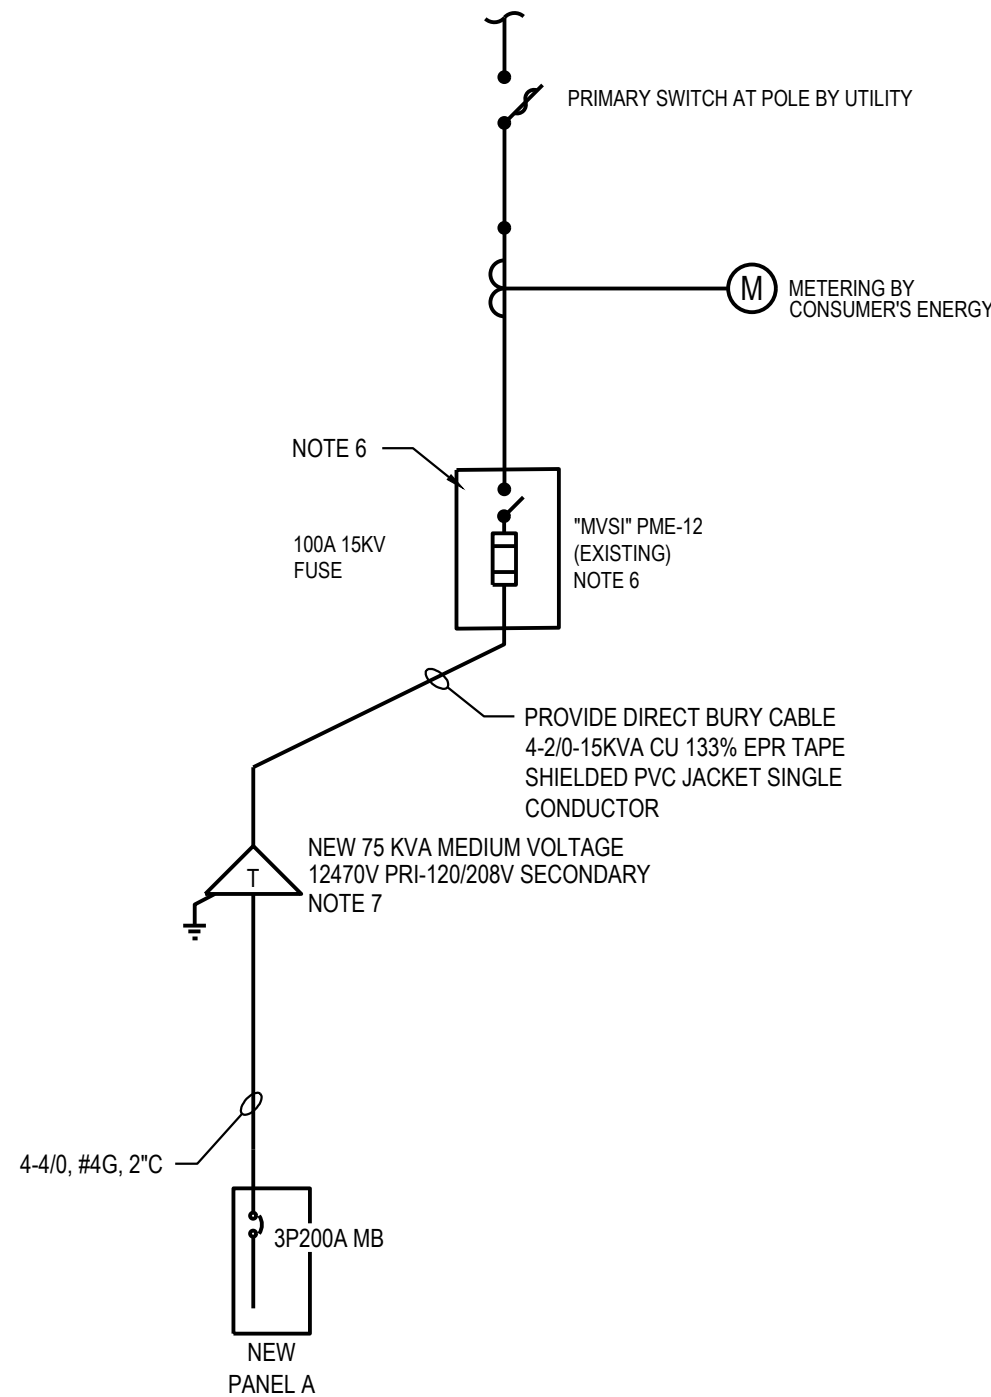 PRIMARY SWITCH AT POLE BY UTILITY
M
METERING BY
CONSUMER'S ENERGY
NOTE 6
100A 15KV
FUSE
"MVSI" PME-12
(EXISTING)
NOTE 6
PROVIDE DIRECT BURY CABLE
4-2/0-15KVA CU 133% EPR TAPE
SHIELDED PVC JACKET SINGLE
CONDUCTOR
T
NEW 75 KVA MEDIUM VOLTAGE
12470V PRI-120/208V SECONDARY
NOTE 7
4-4/0, #4G, 2"C
3P200A MB
NEW
PANEL A